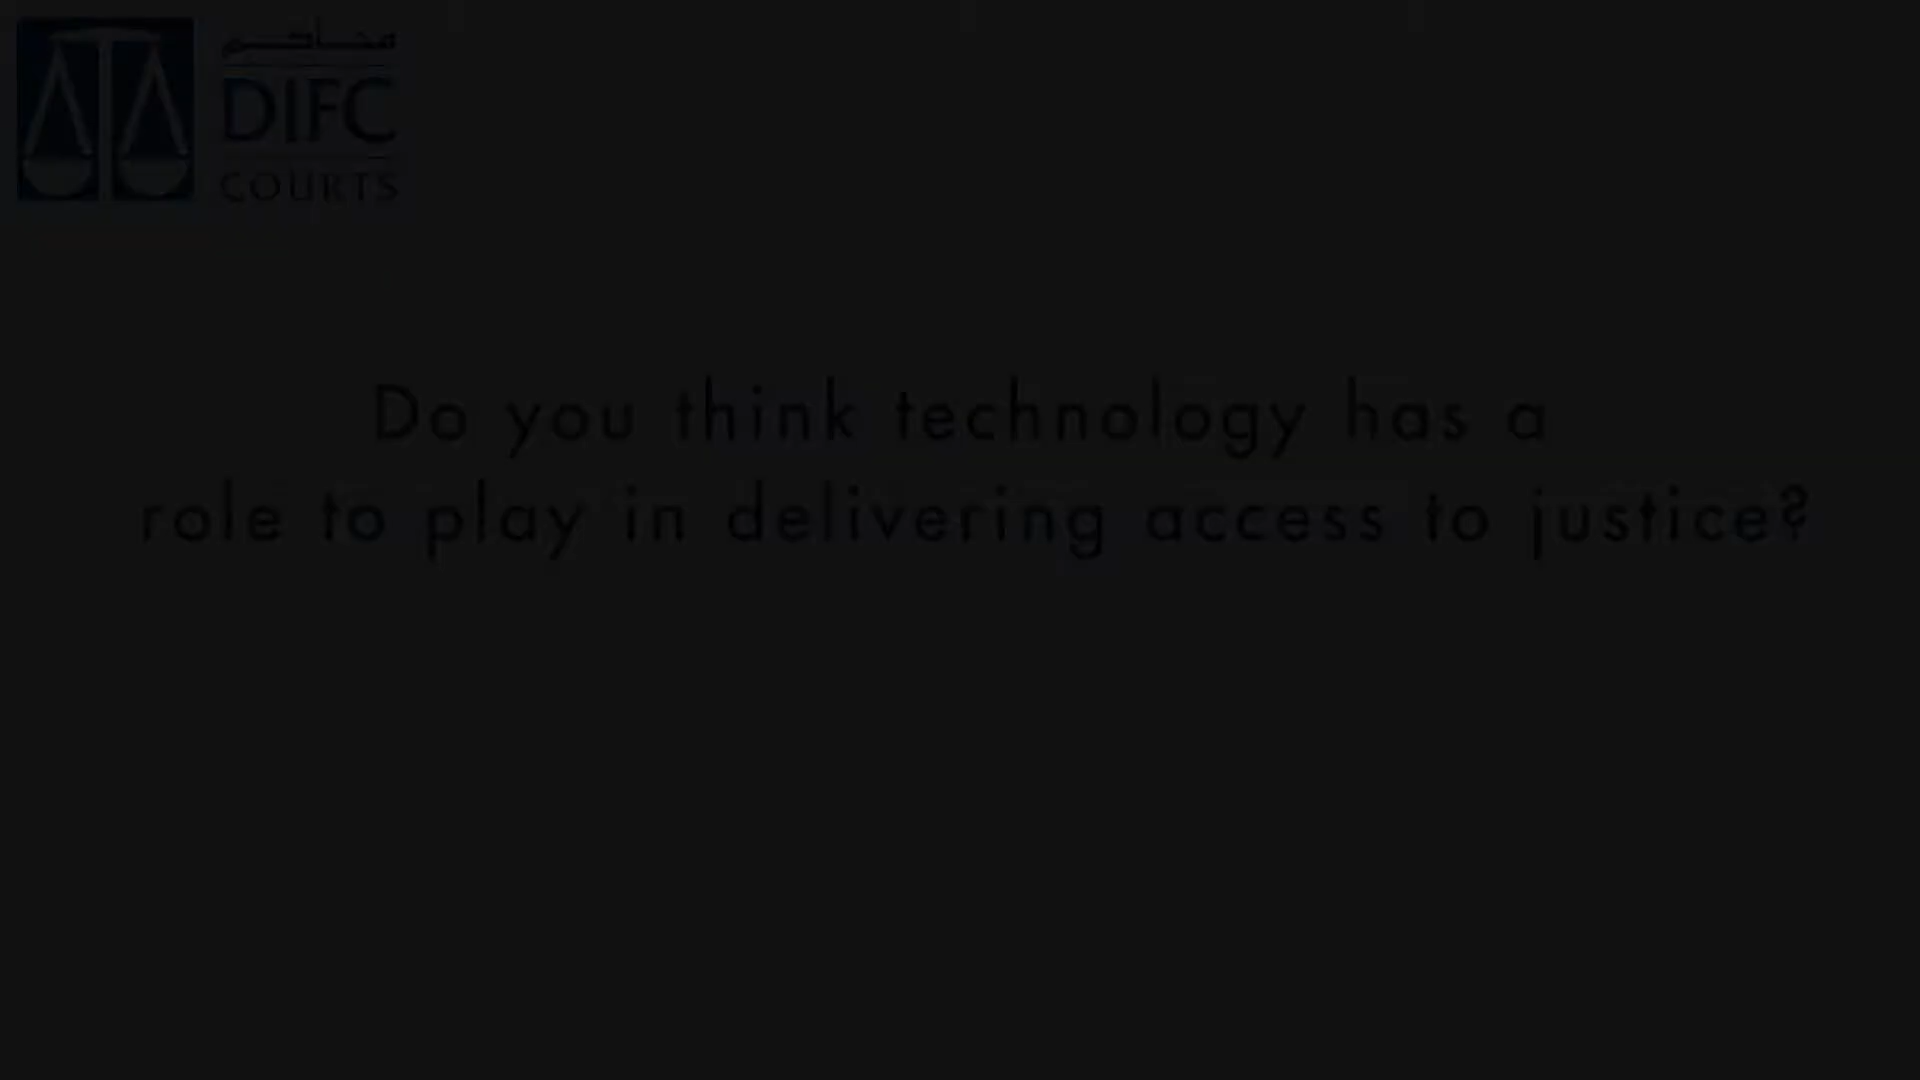 محاكم
DIFC
COURTS
Do you think technology has a
role to play in delivering access to justice?